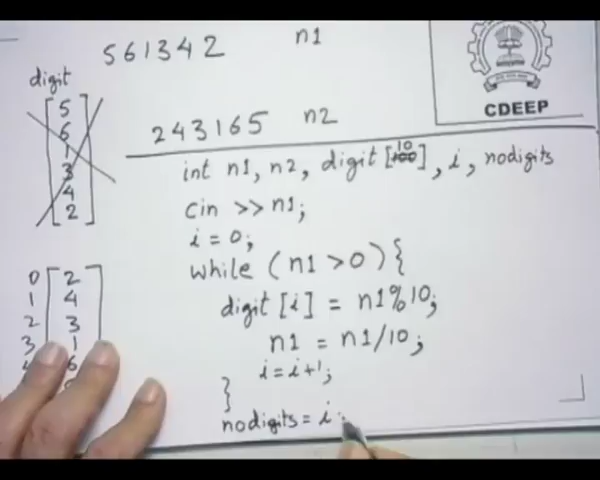 561342 n1
CDEEP
digit
5
6
1
3
4
2
243165 n2
int n1, n2, digit[10], i, nodigits
cin >> n1;
i = 0;
while (n1 > 0) {
digit [i] = n1%10;
n1 = n1/10;
i = i+1;
}
nodigits = i
0 2
1 4
2 3
3 1
6